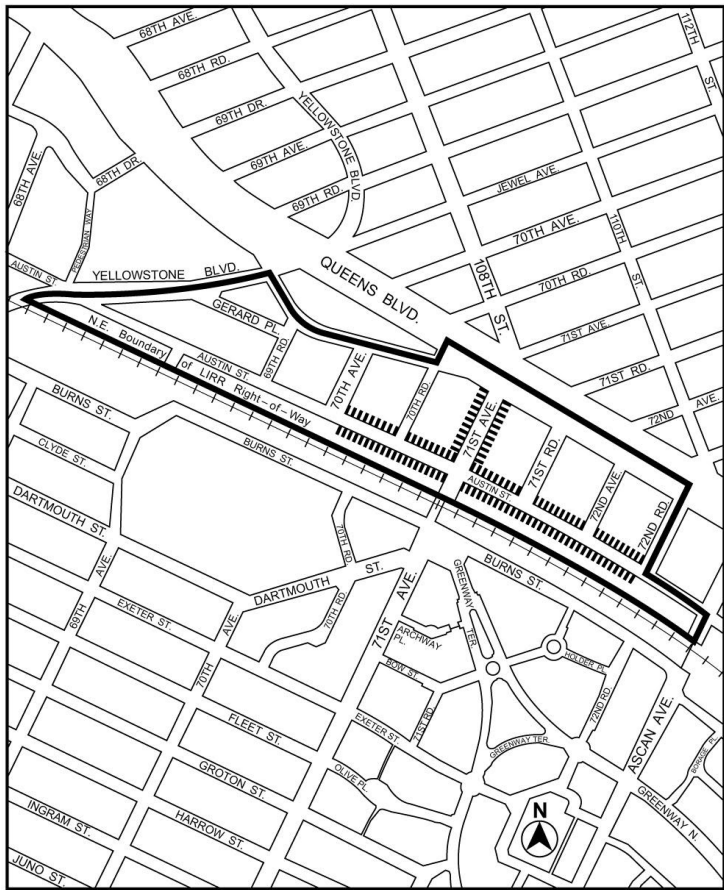 68TH AVE.
112TH
ST.
68TH RD.
69TH DR.
YELLOWSTONE BLVD.
69TH AVE.
69TH RD.
JEWEL AVE.
70TH AVE.
110TH
ST.
70TH RD.
71ST AVE.
71ST RD.
72ND AVE.
108TH
ST.
QUEENS BLVD.
68TH AVE.
68TH DR.
PEDESTRIAN WAY
AUSTIN ST.
YELLOWSTONE BLVD.
GERARD PL.
69TH RD.
AUSTIN ST.
N.E. Boundary
of LIRR Right-of-Way
70TH AVE.
70TH RD
71ST AVE.
AUSTIN ST.
71ST RD.
72ND AVE.
72ND RD.
BURNS ST.
BURNS ST.
BURNS ST.
CLYDE ST.
DARTMOUTH ST.
69TH
AVE.
70TH RD.
DARTMOUTH ST.
70TH RD.
71ST AVE.
GREENWAY
TER.
ARCHWAY
PL.
BOW ST.
71ST RD.
EXETER ST.
EXETER ST.
70TH
AVE.
HOLDER PL.
72ND RD
ASCAN AVE.
BORAGE PL.
GREENWAY TER.
GREENWAY N.
FLEET ST.
OLIVE PL.
GROTON ST.
HARROW ST.
INGRAM ST.
JUNO ST.
N